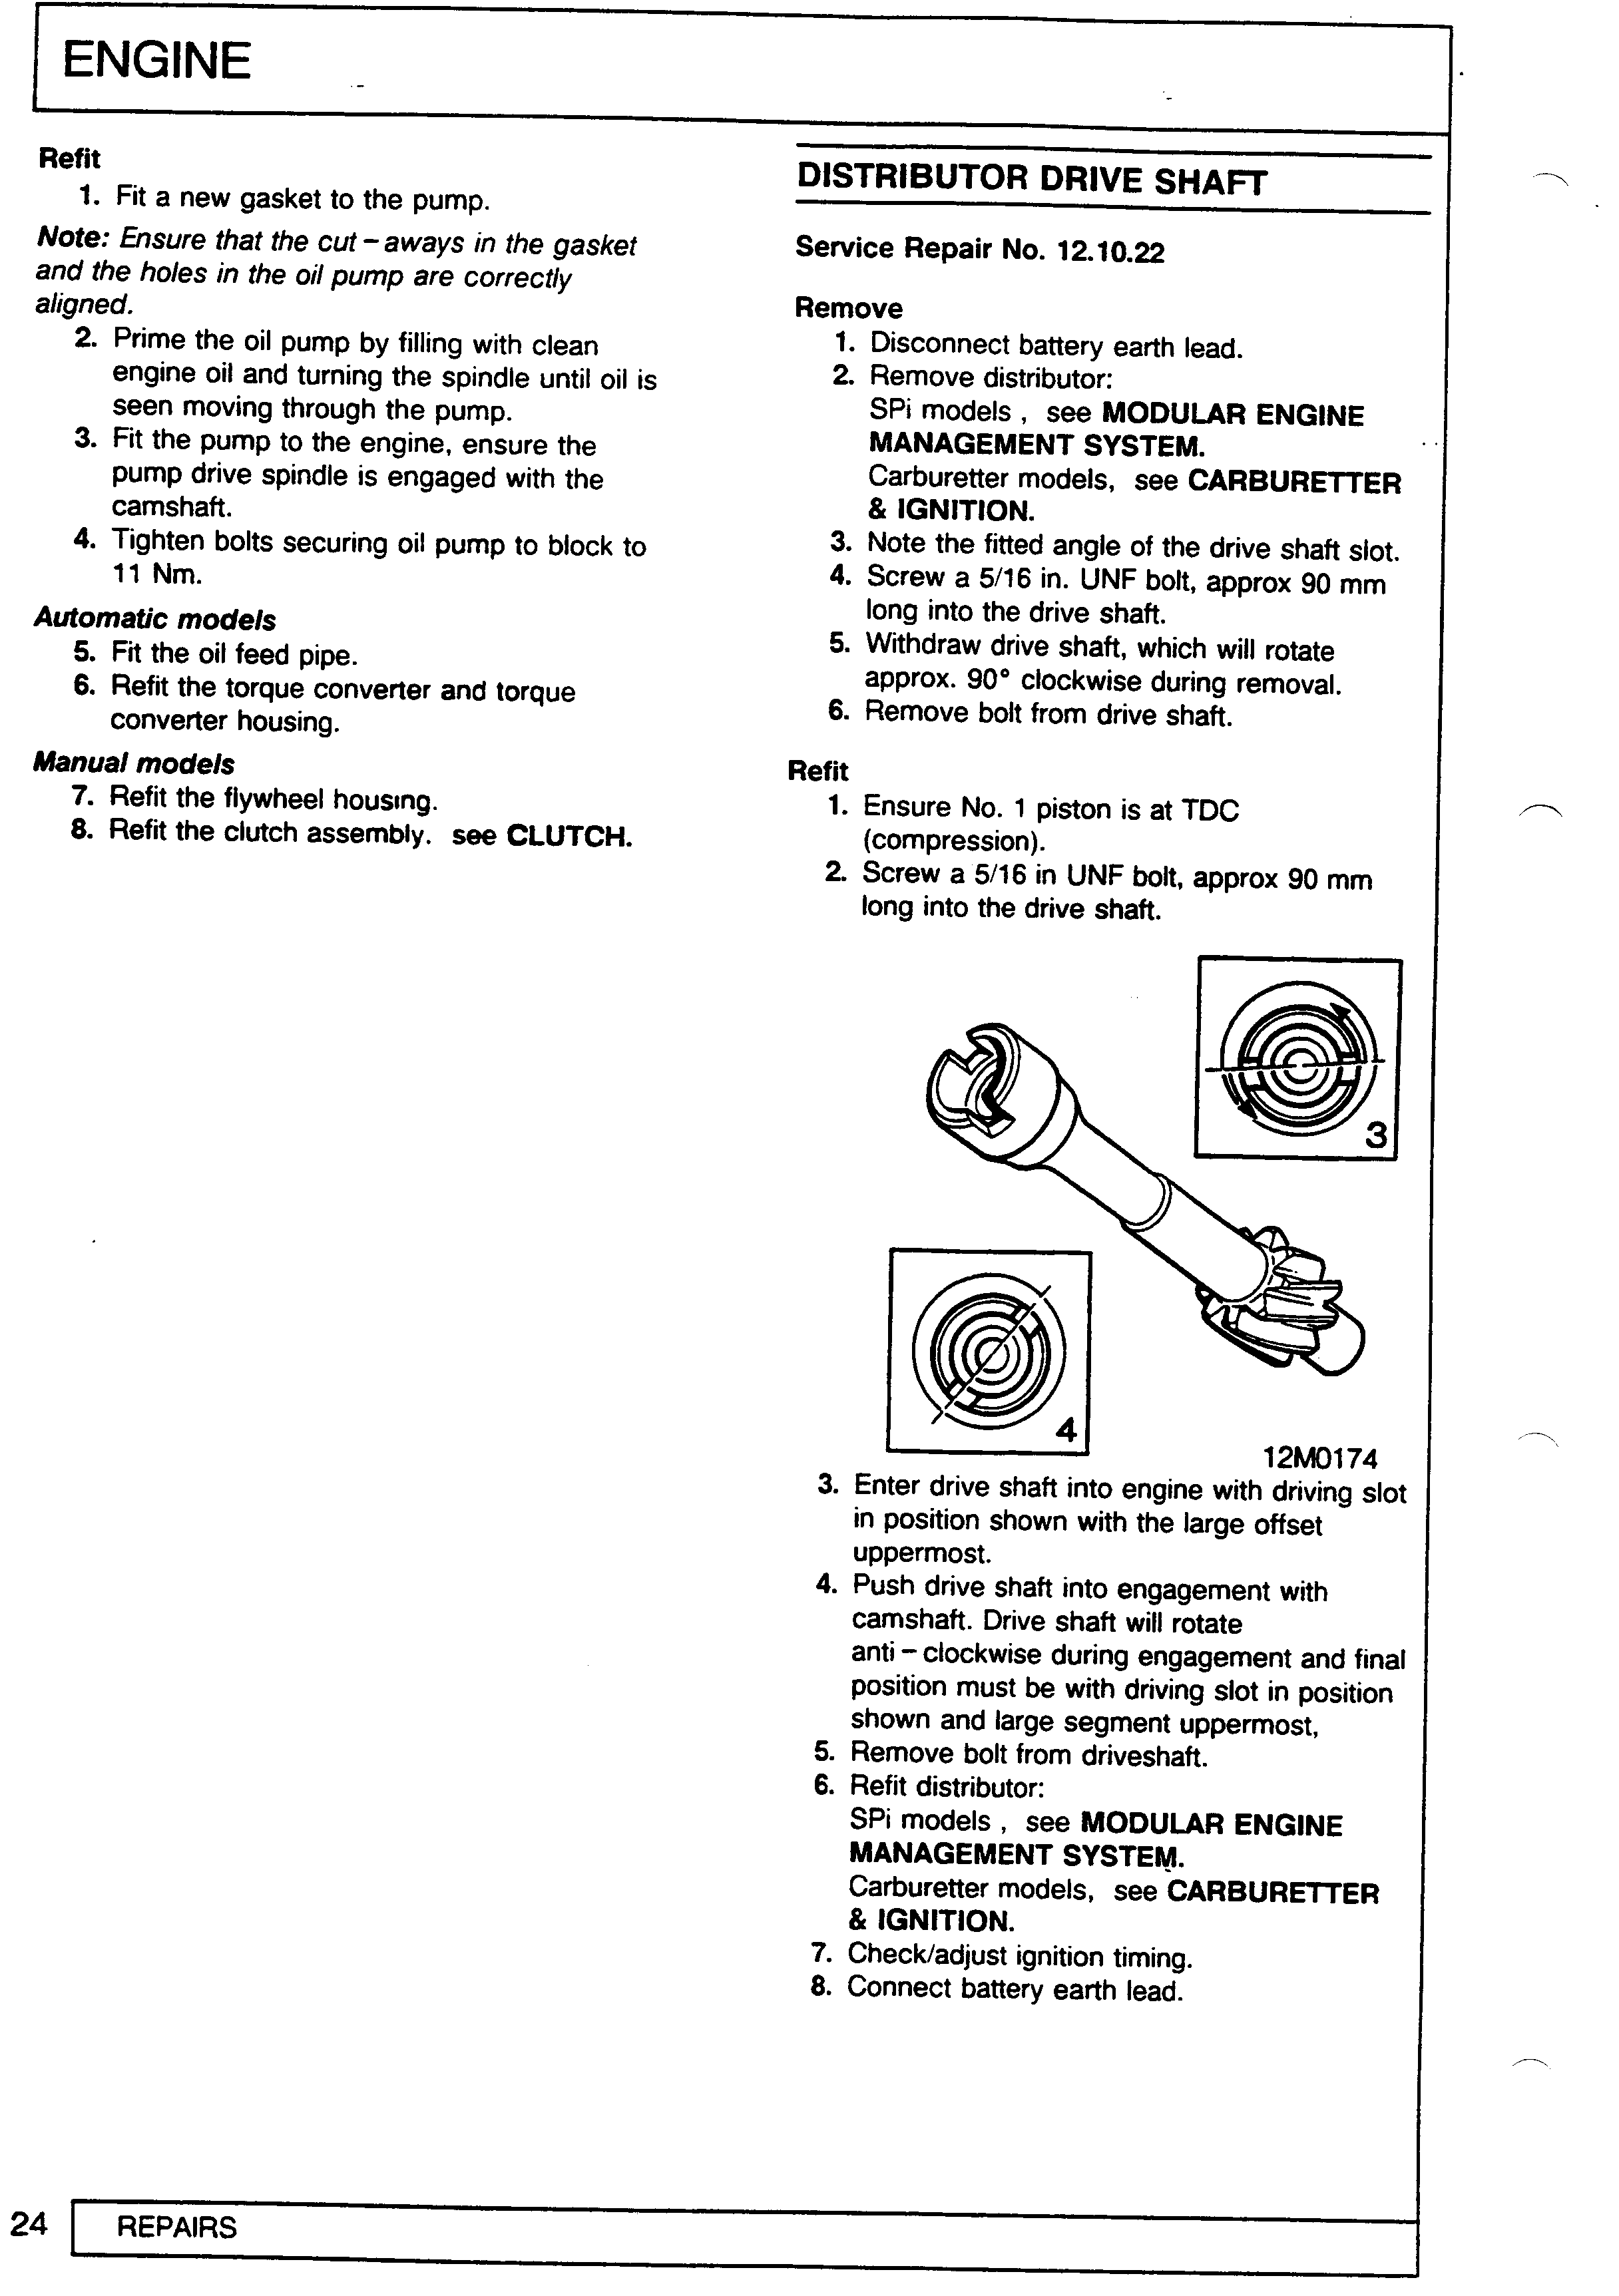 ENGINE
Refit
1. Fit a new gasket to the pump.
Note: Ensure that the cut – aways in the gasket
and the holes in the oil pump are correctly
aligned.
2. Prime the oil pump by filling with clean
engine oil and turning the spindle until oil is
seen moving through the pump.
3. Fit the pump to the engine, ensure the
pump drive spindle is engaged with the
camshaft.
4. Tighten bolts securing oil pump to block to
11 Nm.
Automatic models
5. Fit the oil feed pipe.
6. Refit the torque converter and torque
converter housing.
Manual models
7. Refit the flywheel housing.
8. Refit the clutch assembly. see CLUTCH.
DISTRIBUTOR DRIVE SHAFT
Service Repair No. 12.10.22
Remove
1. Disconnect battery earth lead.
2. Remove distributor:
SPi models , see MODULAR ENGINE
MANAGEMENT SYSTEM.
Carburetter models, see CARBURETTER
& IGNITION.
3. Note the fitted angle of the drive shaft slot.
4. Screw a 5/16 in. UNF bolt, approx 90 mm
long into the drive shaft.
5. Withdraw drive shaft, which will rotate
approx. 90° clockwise during removal.
6. Remove bolt from drive shaft.
Refit
1. Ensure No. 1 piston is at TDC
(compression).
2. Screw a 5/16 in UNF bolt, approx 90 mm
long into the drive shaft.
3
4
12M0174
3. Enter drive shaft into engine with driving slot
in position shown with the large offset
uppermost.
4. Push drive shaft into engagement with
camshaft. Drive shaft will rotate
anti – clockwise during engagement and final
position must be with driving slot in position
shown and large segment uppermost,
5. Remove bolt from driveshaft.
6. Refit distributor:
SPi models , see MODULAR ENGINE
MANAGEMENT SYSTEM.
Carburetter models, see CARBURETTER
& IGNITION.
7. Check/adjust ignition timing.
8. Connect battery earth lead.
24 REPAIRS